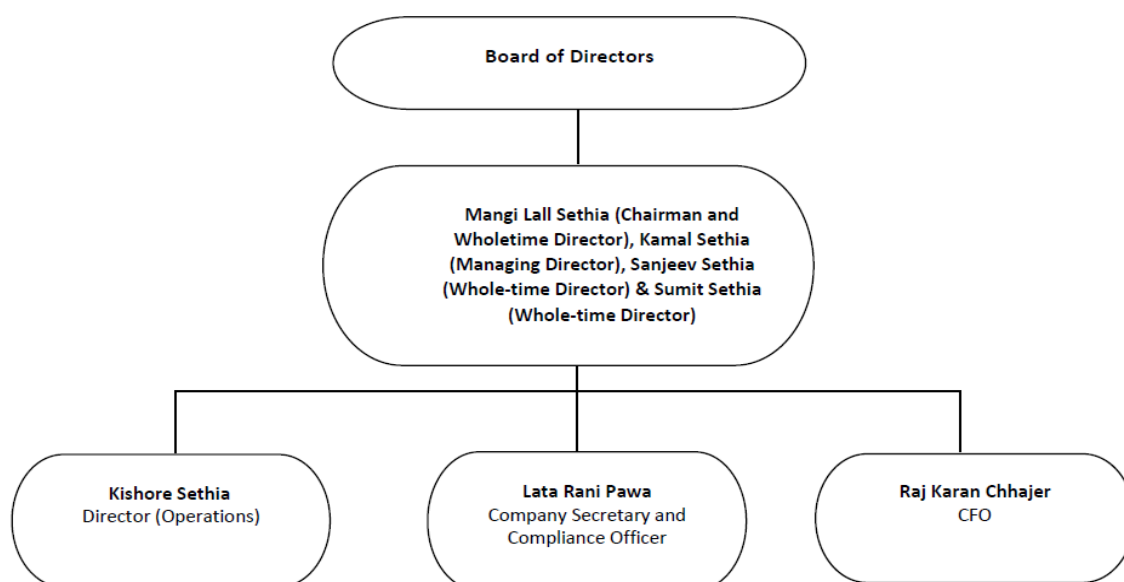 Board of Directors
Mangi Lall Sethia (Chairman and
Wholetime Director), Kamal Sethia
(Managing Director), Sanjeev Sethia
(Whole-time Director) & Sumit Sethia
(Whole-time Director)
Kishore Sethia
Director (Operations)
Lata Rani Pawa
Company Secretary and
Compliance Officer
Raj Karan Chhajer
CFO